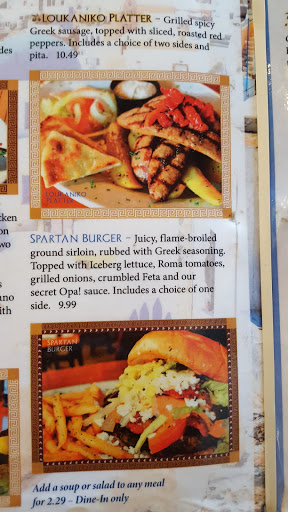 LOUKANIKO PLATTER – Grilled spicy
Greek sausage, topped with sliced, roasted red
peppers. Includes a choice of two sides and
pita. 10.49
LOUKANIKO
PLATTER
SPARTAN BURGER – Juicy, flame-broiled
ground sirloin, rubbed with Greek seasoning.
Topped with Iceberg lettuce, Roma tomatoes,
grilled onions, crumbled Feta and our
secret Opa! sauce. Includes a choice of one
side. 9.99
SPARTAN
BURGER
Add a soup or salad to any meal
for 2.29 – Dine-In only